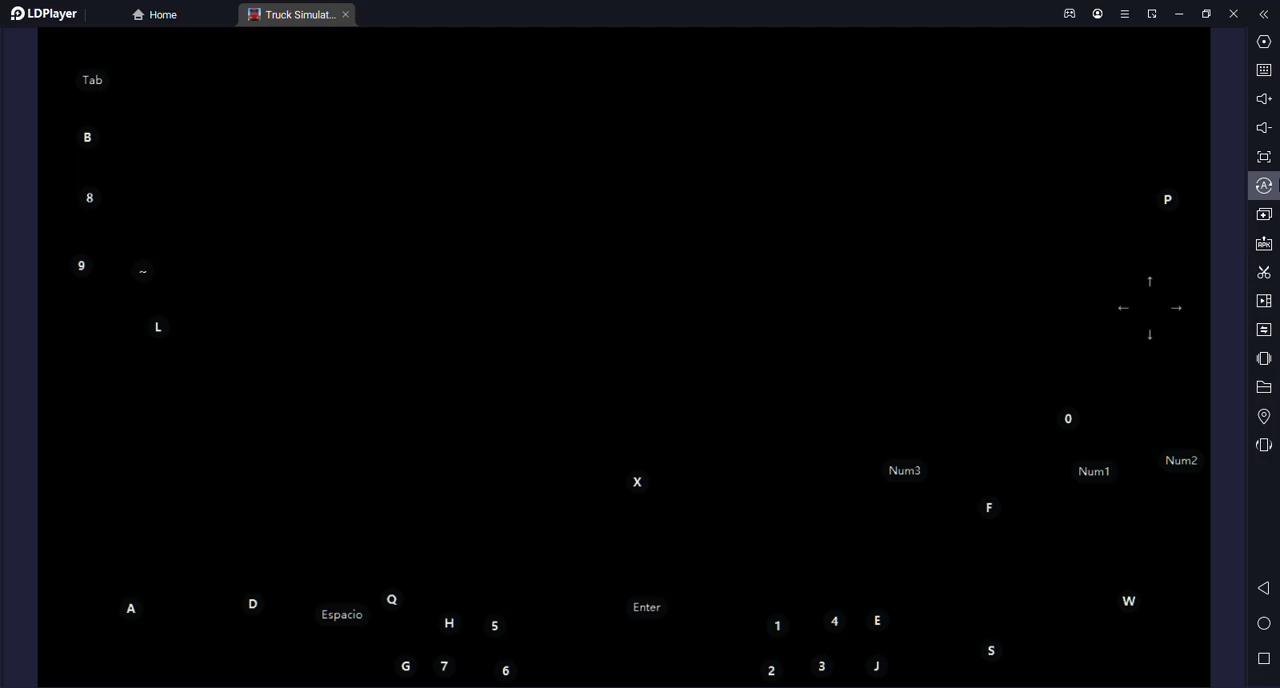 LDPlayer
Home
Truck Simulat...
Tab
B
8
P
9
~
↑
← →
L
↓
0
Num2
Num3
Num1
X
F
Q
W
D
Enter
A
Espacio
4
E
H
5
1
S
G
7
3
J
6
2
A
RPK